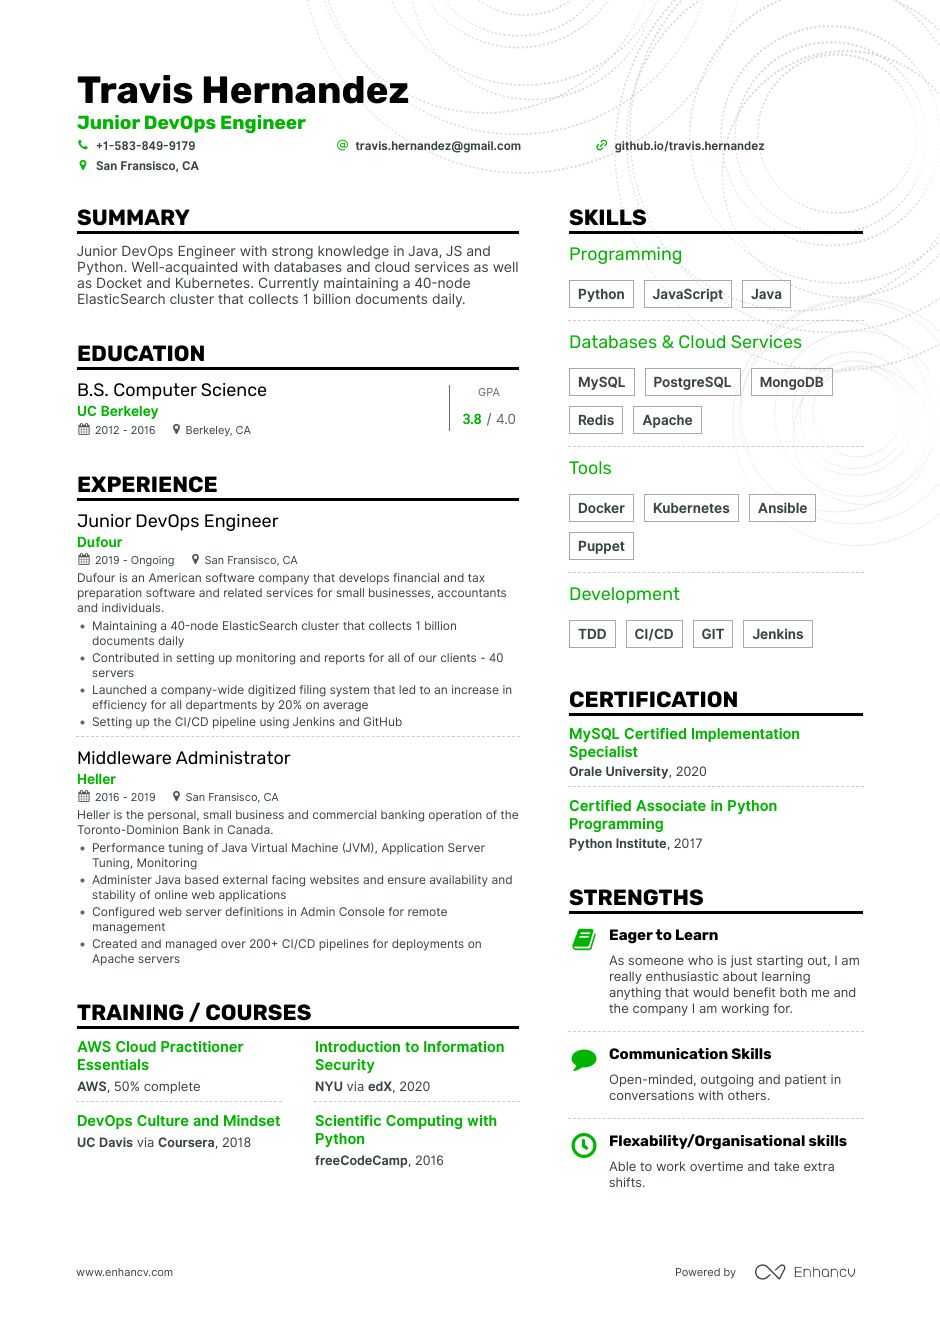 Travis Hernandez
Junior DevOps Engineer
+1-583-849-9179
travis.hernandez@gmail.com
github.io/travis.hernandez
San Fransisco, CA
SUMMARY
Junior DevOps Engineer with strong knowledge in Java, JS and
Python. Well-acquainted with databases and cloud services as well
as Docket and Kubernetes. Currently maintaining a 40-node
ElasticSearch cluster that collects 1 billion documents daily.
EDUCATION
B.S. Computer Science
UC Berkeley
2012 - 2016 Berkeley, CA
GPA
3.8 / 4.0
EXPERIENCE
Junior DevOps Engineer
Dufour
2019 - Ongoing San Fransisco, CA
Dufour is an American software company that develops financial and tax
preparation software and related services for small businesses, accountants
and individuals.
• Maintaining a 40-node ElasticSearch cluster that collects 1 billion
documents daily
• Contributed in setting up monitoring and reports for all of our clients - 40
servers
• Launched a company-wide digitized filing system that led to an increase in
efficiency for all departments by 20% on average
• Setting up the CI/CD pipeline using Jenkins and GitHub
Middleware Administrator
Heller
2016 - 2019 San Fransisco, CA
Heller is the personal, small business and commercial banking operation of the
Toronto-Dominion Bank in Canada.
• Performance tuning of Java Virtual Machine (JVM), Application Server
Tuning, Monitoring
• Administer Java based external facing websites and ensure availability and
stability of online web applications
• Configured web server definitions in Admin Console for remote
management
• Created and managed over 200+ CI/CD pipelines for deployments on
Apache servers
TRAINING / COURSES
AWS Cloud Practitioner
Essentials
AWS, 50% complete
Introduction to Information
Security
NYU via edX, 2020
DevOps Culture and Mindset
UC Davis via Coursera, 2018
Scientific Computing with
Python
freeCodeCamp, 2016
SKILLS
Programming
Python JavaScript Java
Databases & Cloud Services
MySQL PostgreSQL MongoDB
Redis Apache
Tools
Docker Kubernetes Ansible
Puppet
Development
TDD CI/CD GIT Jenkins
CERTIFICATION
MySQL Certified Implementation
Specialist
Orale University, 2020
Certified Associate in Python
Programming
Python Institute, 2017
STRENGTHS
Eager to Learn
As someone who is just starting out, I am
really enthusiastic about learning
anything that would benefit both me and
the company I am working for.
Communication Skills
Open-minded, outgoing and patient in
conversations with others.
Flexability/Organisational skills
Able to work overtime and take extra
shifts.
www.enhancv.com
Powered by Enhancv